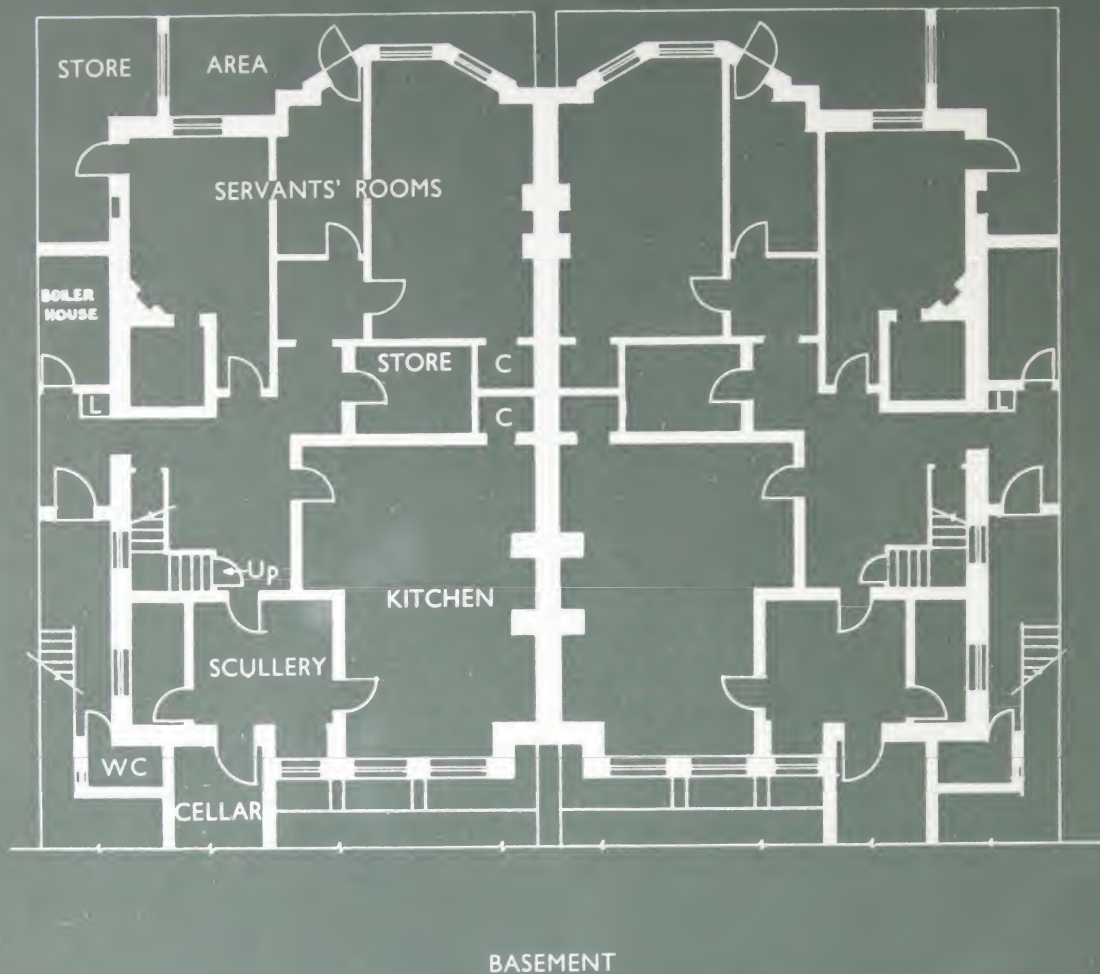 STORE
AREA
SERVANTS' ROOMS
BOILER
HOUSE
STORE
C
L
C
L
Up
KITCHEN
SCULLERY
WC
CELLAR
BASEMENT